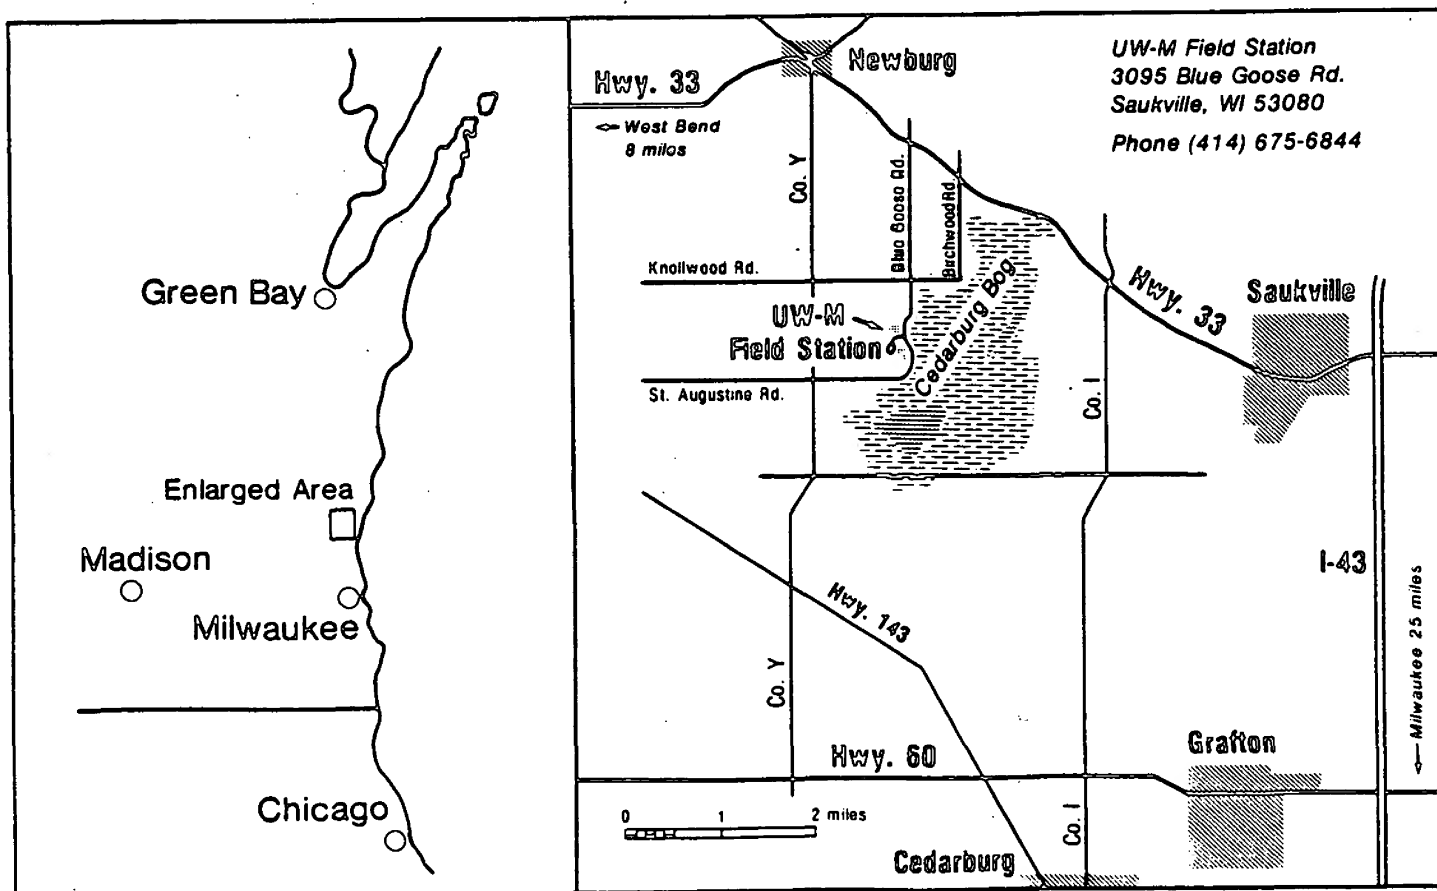 Green Bay
Enlarged Area
Madison
Milwaukee
Chicago
Newburg
Hwy. 33
West Bend
8 miles
UW-M Field Station
3095 Blue Goose Rd.
Saukville, WI 53080
Phone (414) 675-6844
Co. Y
Blue Goose Rd.
Birchwood Rd.
Knollwood Rd.
Cedarburg Bog
UW-M
Field Station
St. Augustine Rd.
Co. I
Hwy. 33
Saukville
I-43
Milwaukee 25 miles
Hwy. 143
Co. Y
Hwy. 60
Grafton
0 1 2 miles
Co. I
Cedarburg